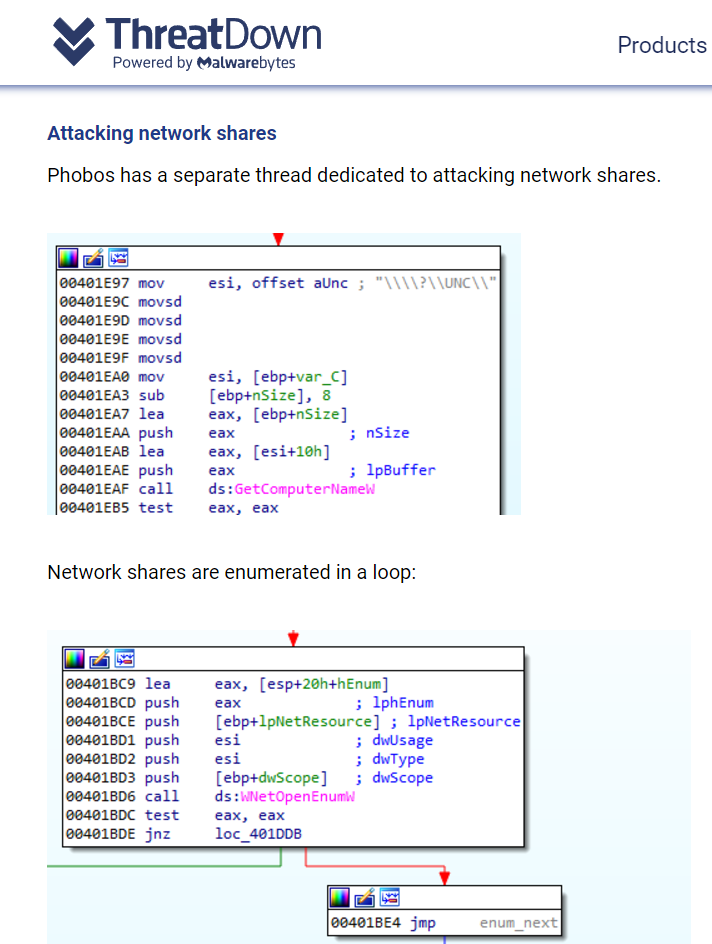 ThreatDown
Powered by Malwarebytes
Products
Attacking network shares
Phobos has a separate thread dedicated to attacking network shares.
00401E97 mov esi, offset aUnc ; "\\\\?\\UNC\\"
00401E9C movsd
00401E9D movsd
00401E9E movsd
00401E9F movsd
00401EA0 mov esi, [ebp+var_C]
00401EA3 sub [ebp+nSize], 8
00401EA7 lea eax, [ebp+nSize]
00401EAA push eax ; nSize
00401EAB lea eax, [esi+10h]
00401EAE push eax ; lpBuffer
00401EAF call ds:GetComputerNameW
00401EB5 test eax, eax
Network shares are enumerated in a loop:
00401BC9 lea eax, [esp+20h+hEnum]
00401BCD push eax ; lphEnum
00401BCE push [ebp+lpNetResource] ; lpNetResource
00401BD1 push esi ; dwUsage
00401BD2 push esi ; dwType
00401BD3 push [ebp+dwScope] ; dwScope
00401BD6 call ds:WNetOpenEnumW
00401BDC test eax, eax
00401BDE jnz loc_401DDB
00401BE4 jmp enum_next